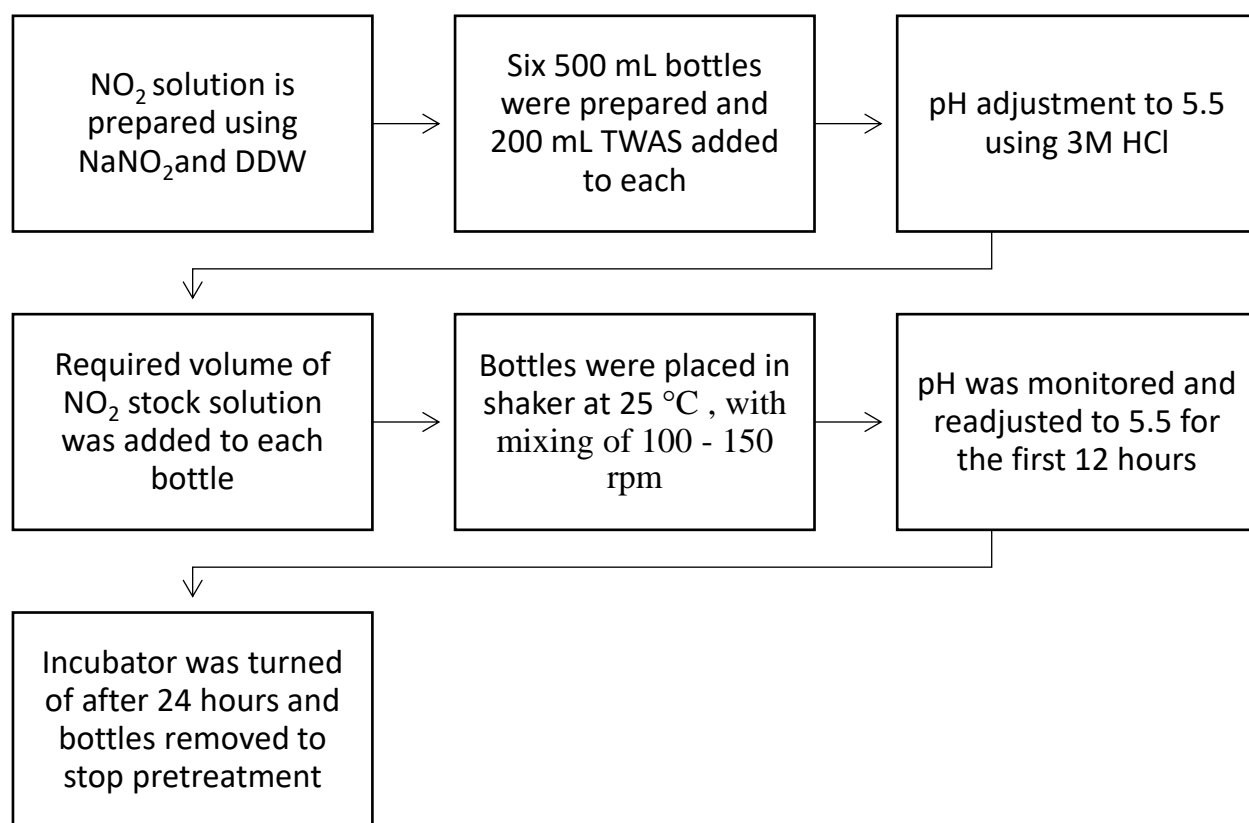 NO₂ solution is
prepared using
NaNO₂and DDW
Six 500 mL bottles
were prepared and
200 mL TWAS added
to each
pH adjustment to 5.5
using 3M HCl
Required volume of
NO₂ stock solution
was added to each
bottle
Bottles were placed in
shaker at 25 °C , with
mixing of 100 - 150
rpm
pH was monitored and
readjusted to 5.5 for
the first 12 hours
Incubator was turned
of after 24 hours and
bottles removed to
stop pretreatment